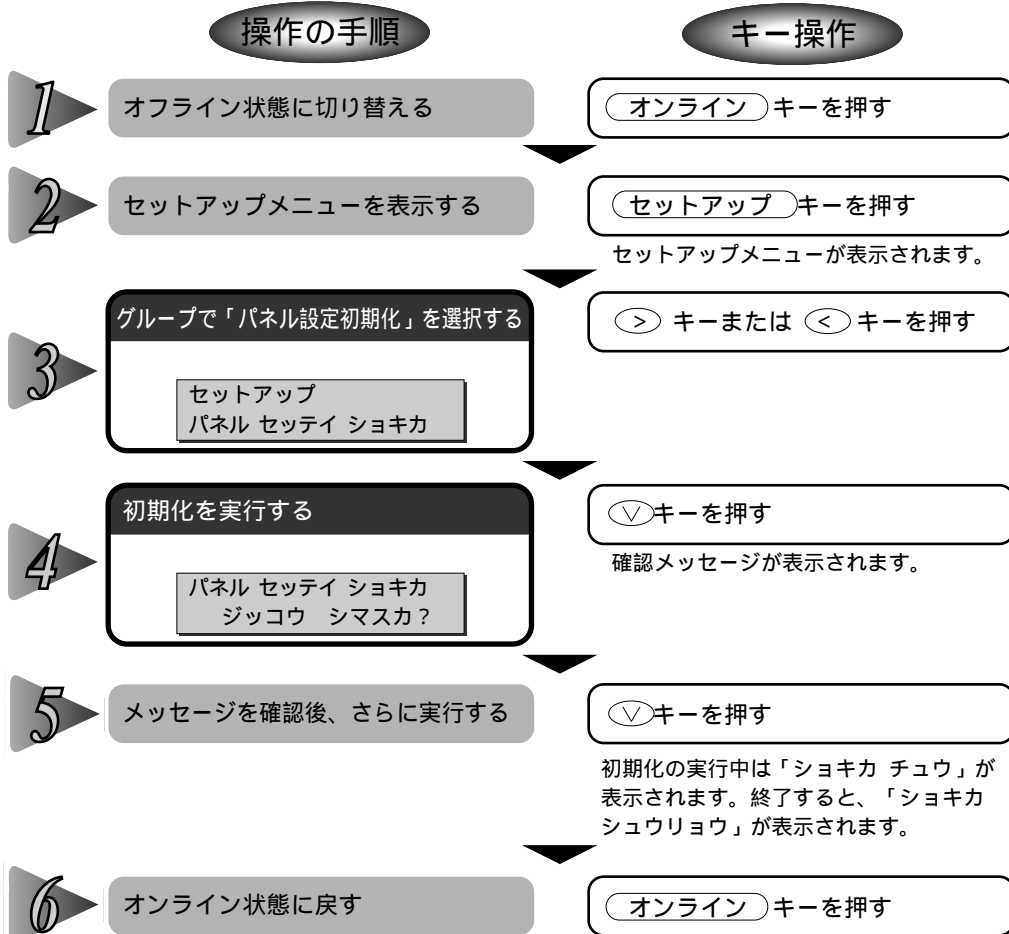 操作の手順
キー操作
1
オフライン状態に切り替える
オンライン キーを押す
2
セットアップメニューを表示する
セットアップ キーを押す
セットアップメニューが表示されます。
3
グループで「パネル設定初期化」を選択する
セットアップ
パネル セッテイ ショキカ
> キーまたは < キーを押す
4
初期化を実行する
パネル セッテイ ショキカ
ジッコウ シマスカ?
∨キーを押す
確認メッセージが表示されます。
5
メッセージを確認後、さらに実行する
∨キーを押す
初期化の実行中は「ショキカ チュウ」が
表示されます。終了すると、「ショキカ
シュウリョウ」が表示されます。
6
オンライン状態に戻す
オンライン キーを押す